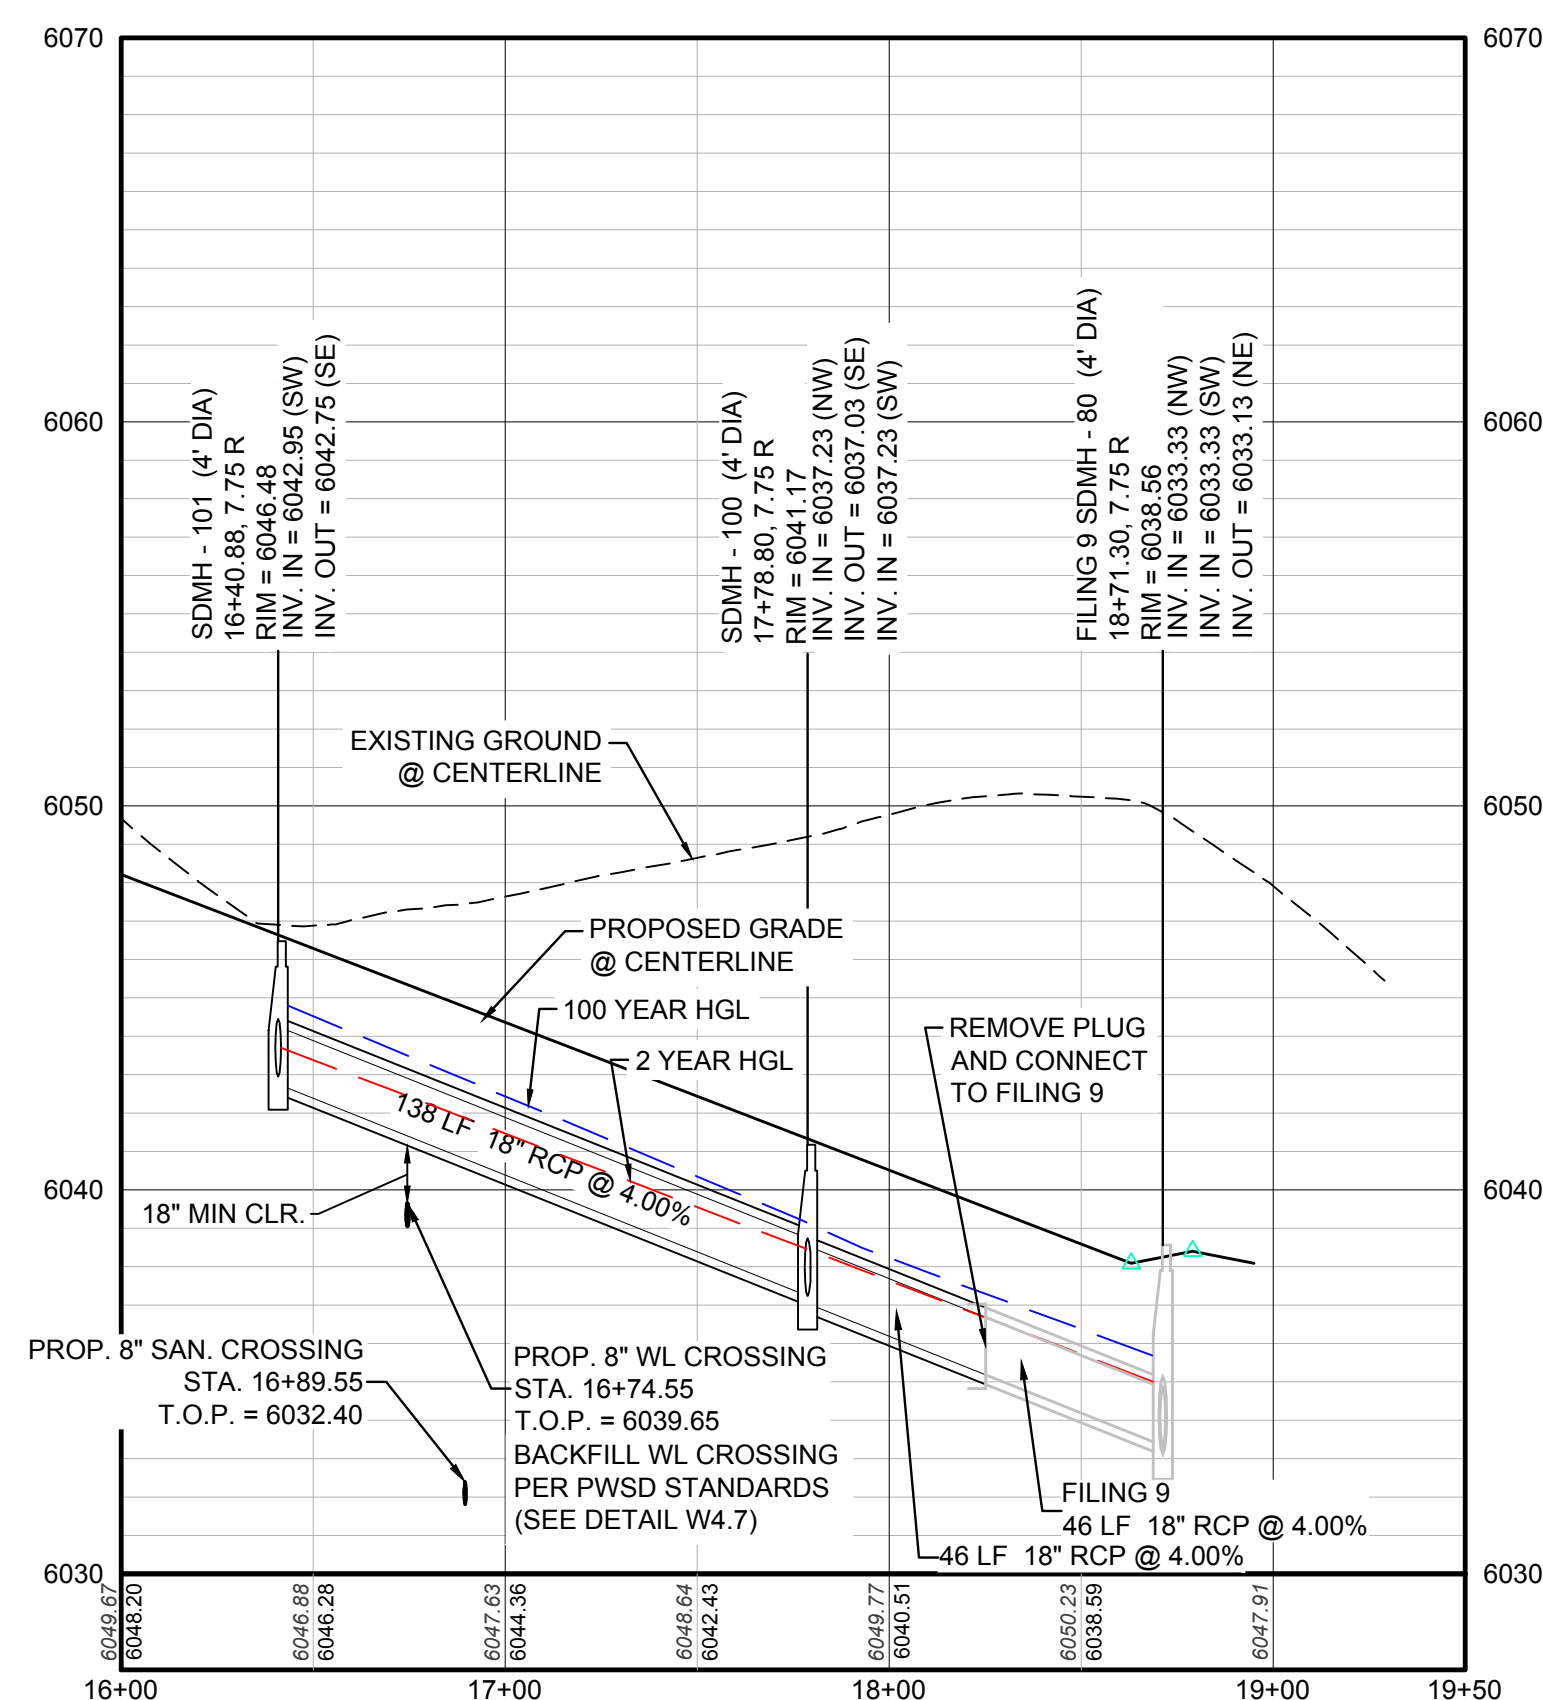 6070
6070
SDMH - 101 (4' DIA)
16+40.88, 7.75 R
RIM = 6046.48
INV. IN = 6042.95 (SW)
INV. OUT = 6042.75 (SE)
SDMH - 100 (4' DIA)
17+78.80, 7.75 R
RIM = 6041.17
INV. IN = 6037.23 (NW)
INV. OUT = 6037.03 (SE)
INV. IN = 6037.23 (SW)
FILING 9 SDMH - 80 (4' DIA)
18+71.30, 7.75 R
RIM = 6038.56
INV. IN = 6033.33 (NW)
INV. IN = 6033.33 (SW)
INV. OUT = 6033.13 (NE)
6060
6060
EXISTING GROUND
@ CENTERLINE
6050
6050
PROPOSED GRADE
@ CENTERLINE
100 YEAR HGL
2 YEAR HGL
REMOVE PLUG
AND CONNECT
TO FILING 9
138 LF 18" RCP @ 4.00%
6040
6040
18" MIN CLR.
PROP. 8" SAN. CROSSING
STA. 16+89.55
T.O.P. = 6032.40
PROP. 8" WL CROSSING
STA. 16+74.55
T.O.P. = 6039.65
BACKFILL WL CROSSING
PER PWSD STANDARDS
(SEE DETAIL W4.7)
FILING 9
46 LF 18" RCP @ 4.00%
46 LF 18" RCP @ 4.00%
6030
6030
6049.67
6048.20
6046.88
6046.28
6047.63
6044.36
6048.64
6042.43
6049.77
6040.51
6050.23
6038.59
6047.91
16+00
17+00
18+00
19+00
19+50